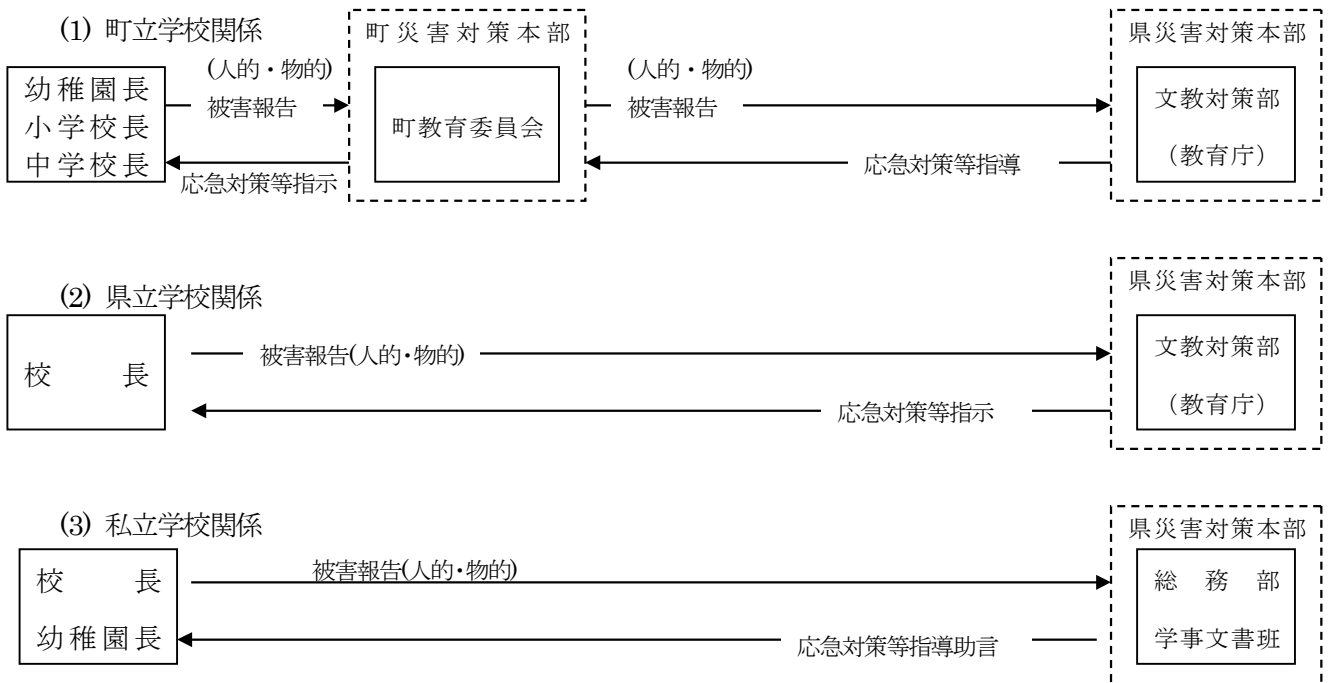 (1) 町立学校関係
町災害対策本部
県災害対策本部
(人的・物的)
被害報告
(人的・物的)
被害報告
幼稚園長
小学校長
中学校長
町教育委員会
文教対策部
（教育庁）
応急対策等指示
応急対策等指導
(2) 県立学校関係
県災害対策本部
校　　長
被害報告(人的・物的)
文教対策部
（教育庁）
応急対策等指示
(3) 私立学校関係
県災害対策本部
校　　長
幼稚園長
被害報告(人的・物的)
総　務　部
学事文書班
応急対策等指導助言